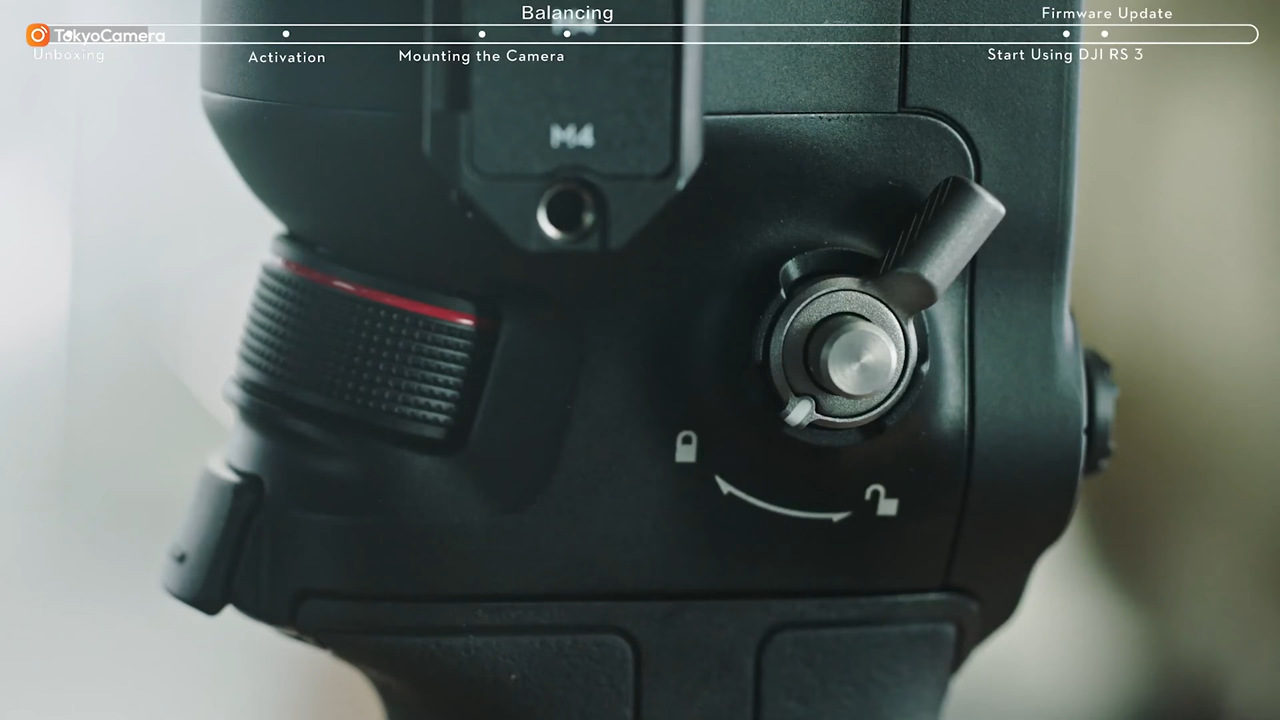 Balancing
Firmware Update
TokyoCamera
Unboxing
Activation
Mounting the Camera
Start Using DJI RS 3
M4